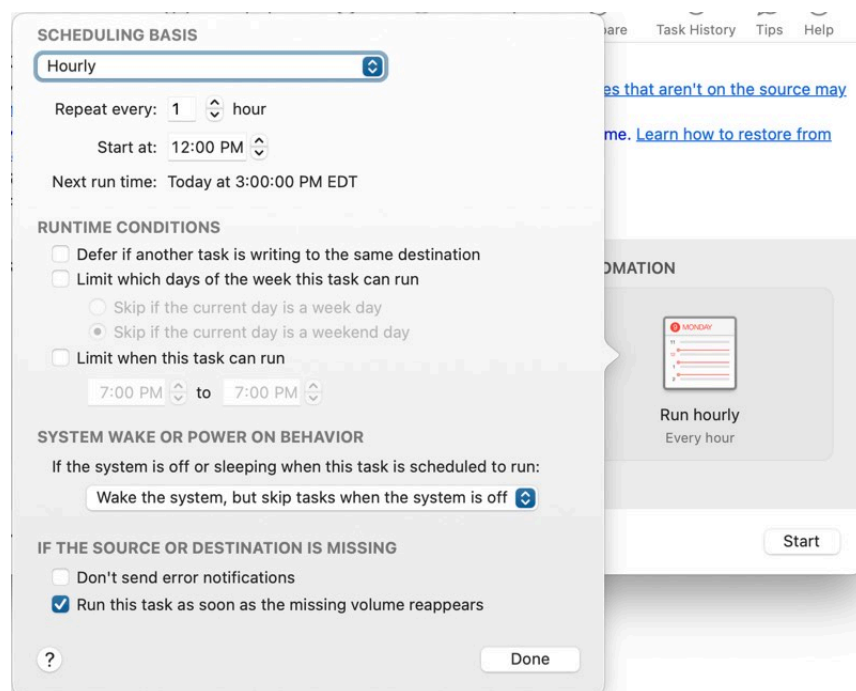 SCHEDULING BASIS
Hourly
Repeat every: 1 hour
Start at: 12:00 PM
Next run time: Today at 3:00:00 PM EDT
RUNTIME CONDITIONS
Defer if another task is writing to the same destination
Limit which days of the week this task can run
Skip if the current day is a week day
Skip if the current day is a weekend day
Limit when this task can run
7:00 PM to 7:00 PM
SYSTEM WAKE OR POWER ON BEHAVIOR
If the system is off or sleeping when this task is scheduled to run:
Wake the system, but skip tasks when the system is off
IF THE SOURCE OR DESTINATION IS MISSING
Don't send error notifications
Run this task as soon as the missing volume reappears
? Done
Task History Tips Help
that aren't on the source may
Learn how to restore from
MONDAY
11
12
1
2
Run hourly
Every hour
Start